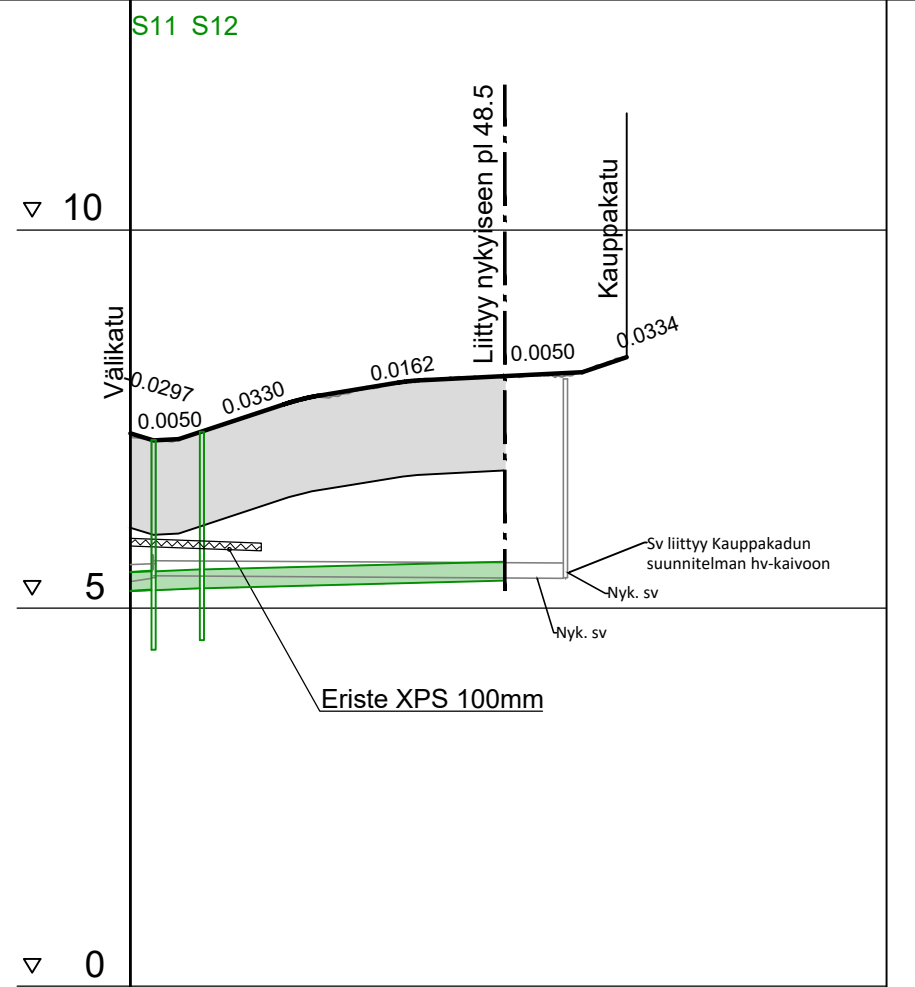 S11 S12
Liittyy nykyiseen pl 48.5
Kauppakatu
10
Välikatu
0.0297
0.0050
0.0330
0.0162
0.0050
0.0334
Sv liittyy Kauppakadun
suunnitelman hv-kaivoon
Nyk. sv
5
Nyk. sv
Eriste XPS 100mm
0